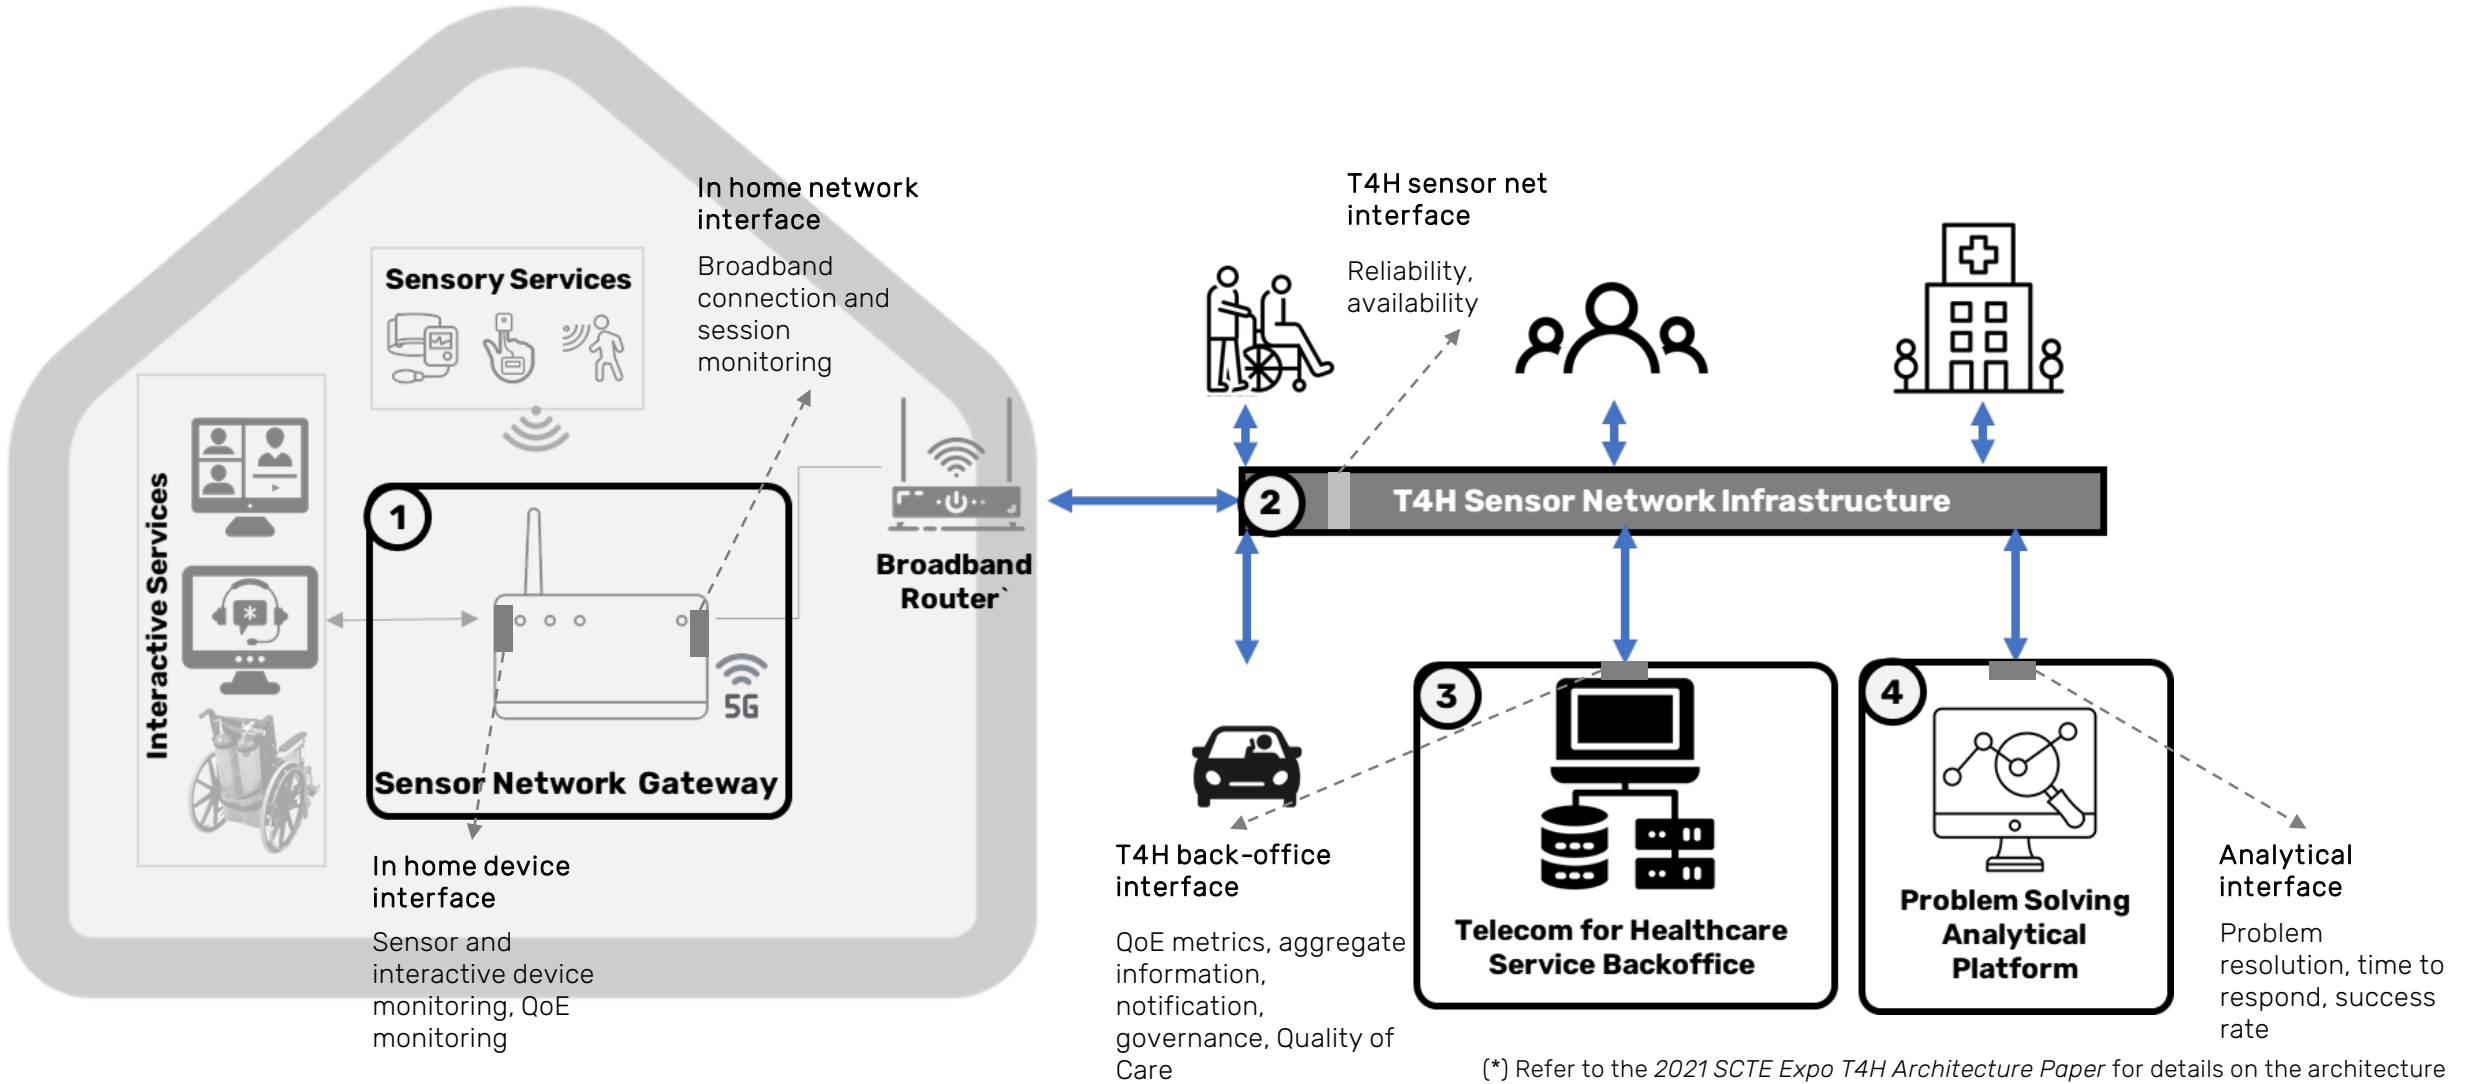 In home network
interface
Broadband
connection and
session
monitoring
Sensory Services
Interactive Services
1
5G
Sensor Network Gateway
Broadband
Router`
In home device
interface
Sensor and
interactive device
monitoring, QoE
monitoring
T4H sensor net
interface
Reliability,
availability
2
T4H Sensor Network Infrastructure
T4H back-office
interface
QoE metrics, aggregate
information,
notification,
governance, Quality of
Care
3
Telecom for Healthcare
Service Backoffice
4
Problem Solving
Analytical
Platform
Analytical
interface
Problem
resolution, time to
respond, success
rate
(*) Refer to the 2021 SCTE Expo T4H Architecture Paper for details on the architecture